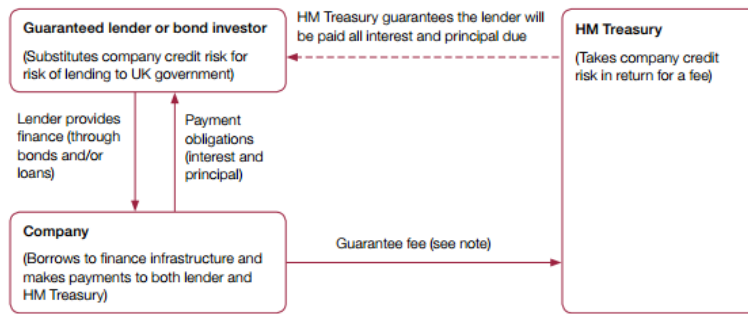 Guaranteed lender or bond investor
(Substitutes company credit risk for
risk of lending to UK government)
HM Treasury guarantees the lender will
be paid all interest and principal due
HM Treasury
(Takes company credit
risk in return for a fee)
Lender provides
finance (through
bonds and/or
loans)
Payment
obligations
(interest and
principal)
Company
(Borrows to finance infrastructure and
makes payments to both lender and
HM Treasury)
Guarantee fee (see note)